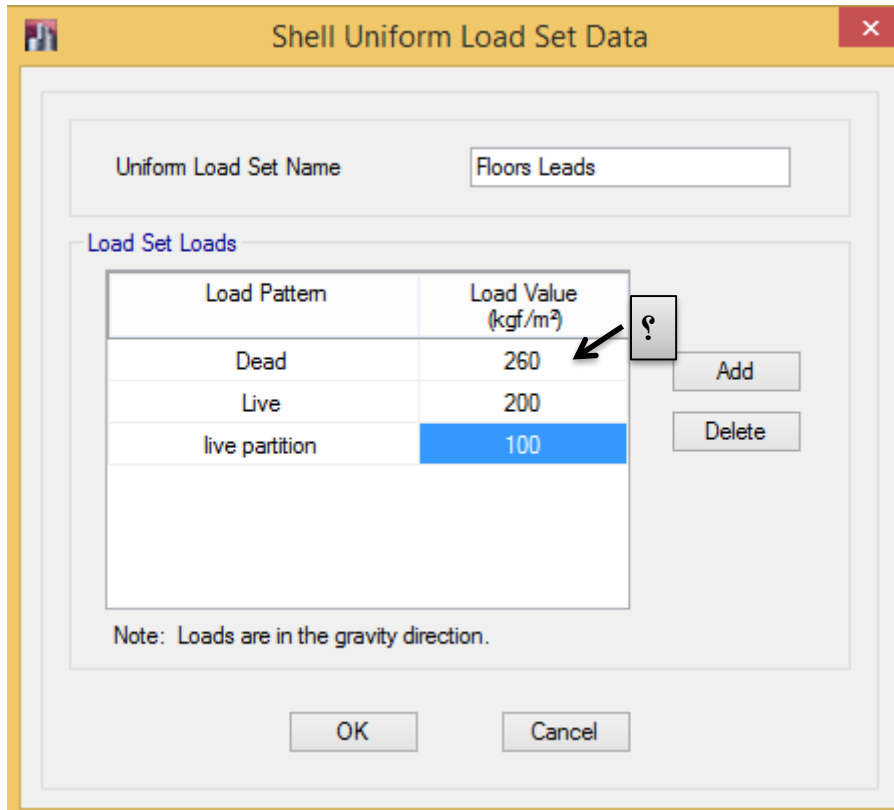 Shell Uniform Load Set Data
Uniform Load Set Name Floors Leads
Load Set Loads
Load Pattern Load Value (kgf/m²)
Dead 260
؟
Live 200
live partition 100
Add
Delete
Note: Loads are in the gravity direction.
OK Cancel